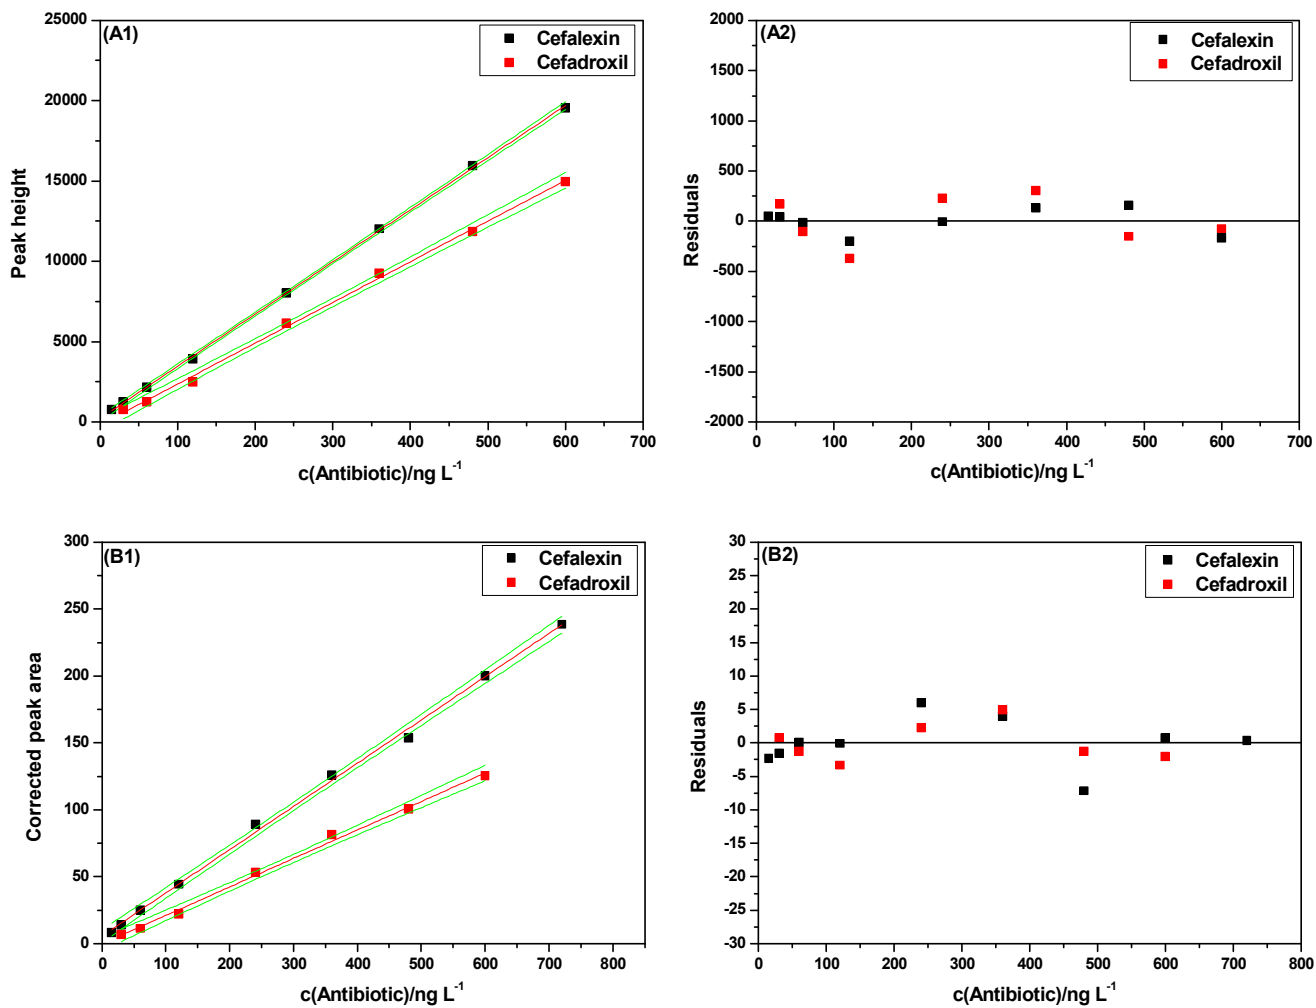 (A1)
Cefalexin
Cefadroxil
25000
20000
15000
10000
5000
0
Peak height
0 100 200 300 400 500 600 700
c(Antibiotic)/ng L⁻¹
(A2)
Cefalexin
Cefadroxil
2000
1500
1000
500
0
-500
-1000
-1500
-2000
Residuals
0 100 200 300 400 500 600 700
c(Antibiotic)/ng L⁻¹
(B1)
Cefalexin
Cefadroxil
300
250
200
150
100
50
0
Corrected peak area
0 100 200 300 400 500 600 700 800
c(Antibiotic)/ng L⁻¹
(B2)
Cefalexin
Cefadroxil
30
25
20
15
10
5
0
-5
-10
-15
-20
-25
-30
Residuals
0 100 200 300 400 500 600 700 800
c(Antibiotic)/ng L⁻¹